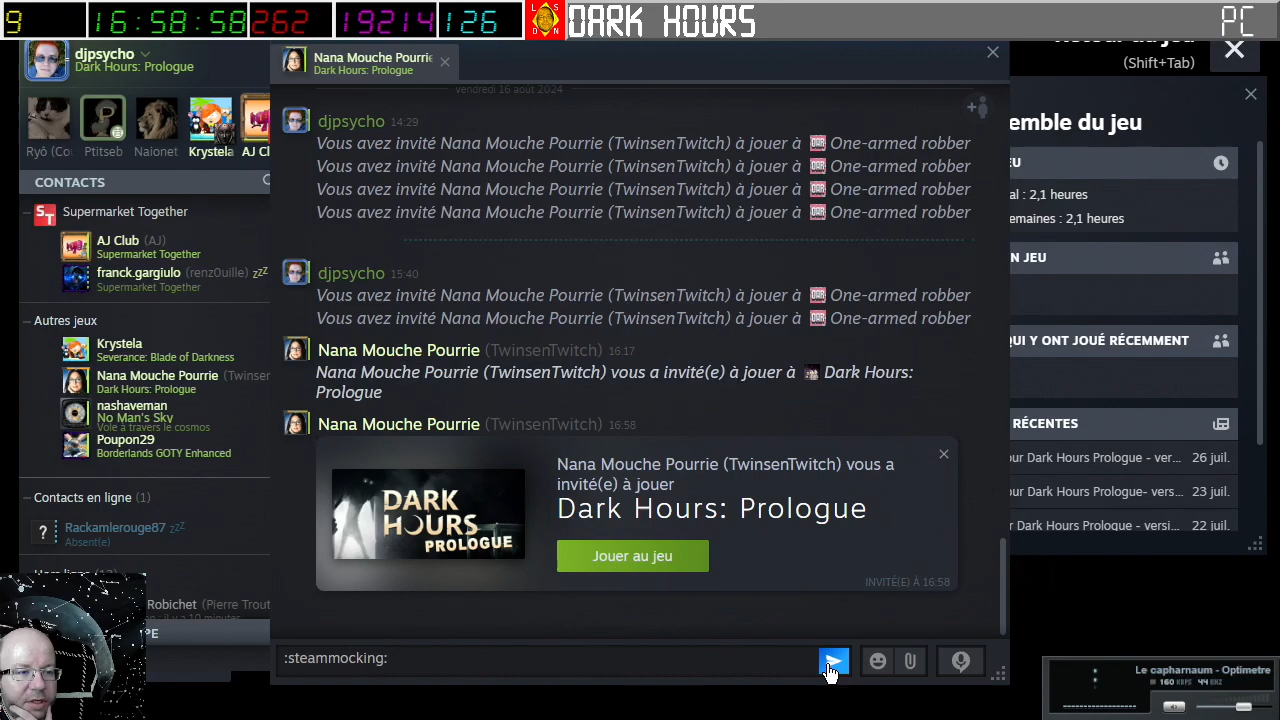 9 16:58:58 262 19214 126 DARK HOURS PC
djpsycho
Dark Hours: Prologue
Ryô (Co
Ptitseb
Naionet
Krystela
AJ Cl
CONTACTS
Supermarket Together
AJ Club (AJ)
Supermarket Together
franck.gargiulo (renz0uille) zzZ
Supermarket Together
Autres jeux
Krystela
Severance: Blade of Darkness
Nana Mouche Pourrie (Twinser
Dark Hours: Prologue
nashaveman
No Man's Sky
Vole à travers le cosmos
Poupon29
Borderlands GOTY Enhanced
Contacts en ligne (1)
Rackamlerouge87 zzZ
Absent(e)
Robichet (Pierre Trout
PE
Nana Mouche Pourrie
Dark Hours: Prologue
vendredi 16 août 2024
djpsycho 14:29
Vous avez invité Nana Mouche Pourrie (TwinsenTwitch) à jouer à One-armed robber
Vous avez invité Nana Mouche Pourrie (TwinsenTwitch) à jouer à One-armed robber
Vous avez invité Nana Mouche Pourrie (TwinsenTwitch) à jouer à One-armed robber
Vous avez invité Nana Mouche Pourrie (TwinsenTwitch) à jouer à One-armed robber
djpsycho 15:40
Vous avez invité Nana Mouche Pourrie (TwinsenTwitch) à jouer à One-armed robber
Vous avez invité Nana Mouche Pourrie (TwinsenTwitch) à jouer à One-armed robber
Nana Mouche Pourrie (TwinsenTwitch) 16:17
Nana Mouche Pourrie (TwinsenTwitch) vous a invité(e) à jouer à Dark Hours:
Prologue
Nana Mouche Pourrie (TwinsenTwitch) 16:58
DARK
HOURS
PROLOGUE
Nana Mouche Pourrie (TwinsenTwitch) vous a
invité(e) à jouer
Dark Hours: Prologue
Jouer au jeu
INVITÉ(E) À 16:58
:steammocking:
(Shift+Tab)
emble du jeu
EU
al : 2,1 heures
emaines : 2,1 heures
N JEU
QUI Y ONT JOUÉ RÉCEMMENT
RÉCENTES
our Dark Hours Prologue - ver... 26 juil.
our Dark Hours Prologue- vers... 23 juil.
r Dark Hours Prologue - versi... 22 juil.
Le capharnaum - Optimetre
160 KBPS 44 KHZ